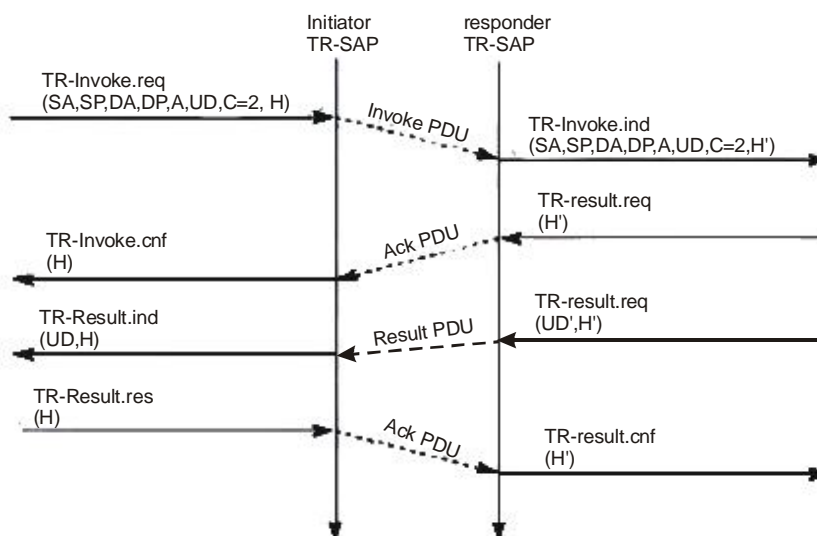 Initiator
TR-SAP
responder
TR-SAP
TR-Invoke.req
(SA,SP,DA,DP,A,UD,C=2, H)
Invoke PDU
TR-Invoke.ind
(SA,SP,DA,DP,A,UD,C=2,H')
TR-result.req
(H')
Ack PDU
TR-Invoke.cnf
(H)
TR-result.req
(UD',H')
Result PDU
TR-Result.ind
(UD,H)
TR-Result.res
(H)
Ack PDU
TR-result.cnf
(H')